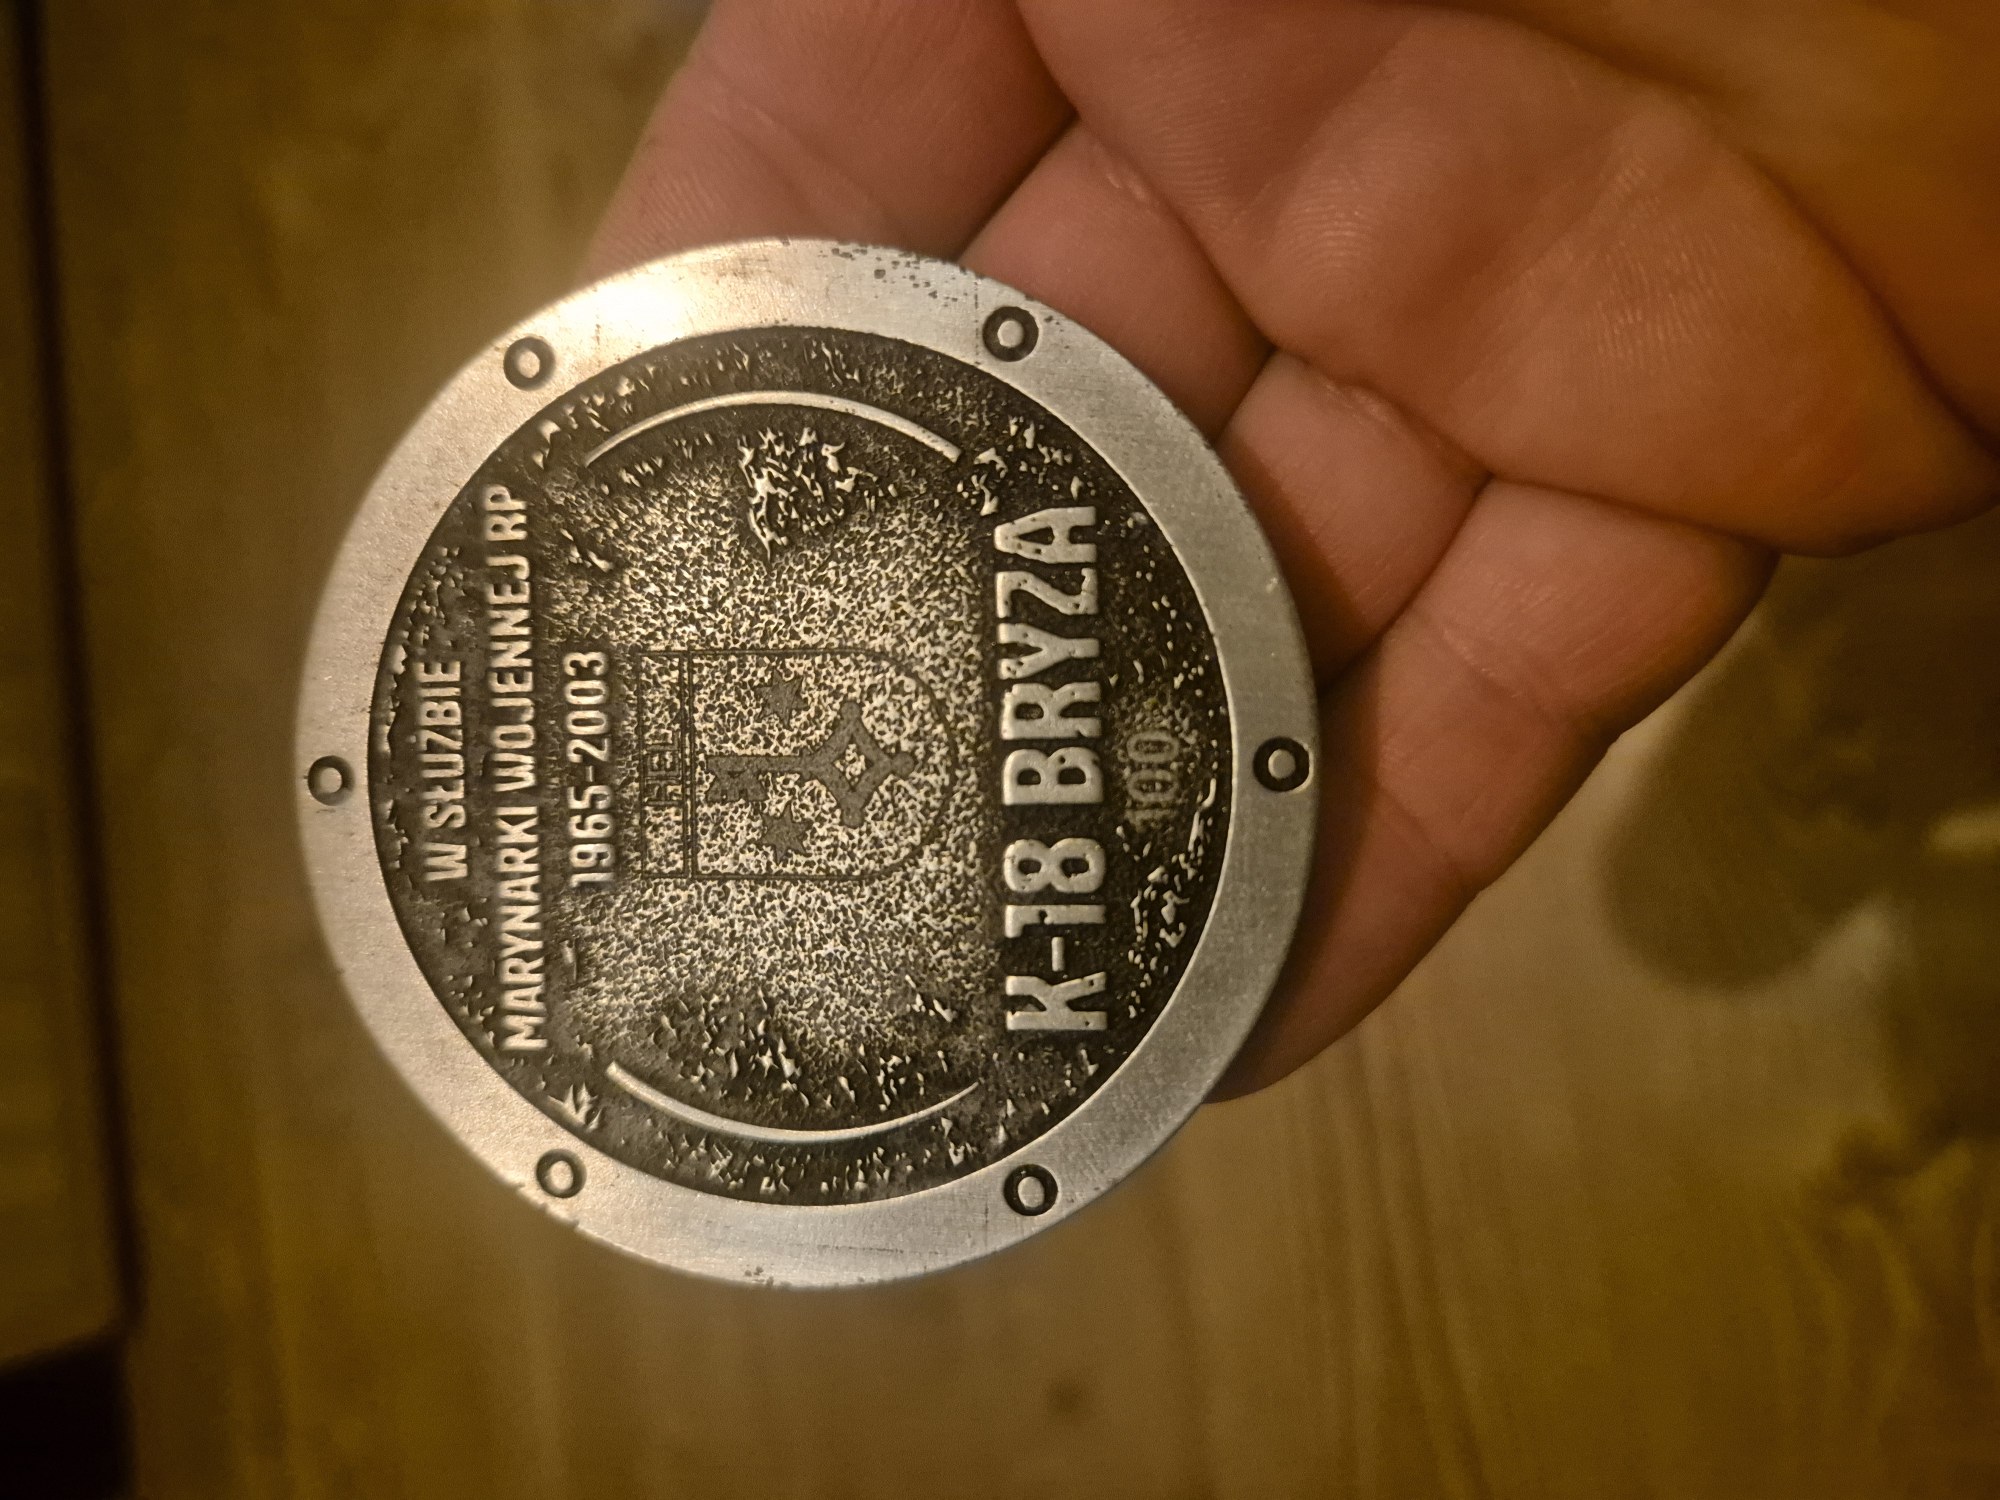 W SŁUŻBIE
MARYNARKI WOJENNEJ RP
1965-2003
HEL
K-18 BRYZA
100